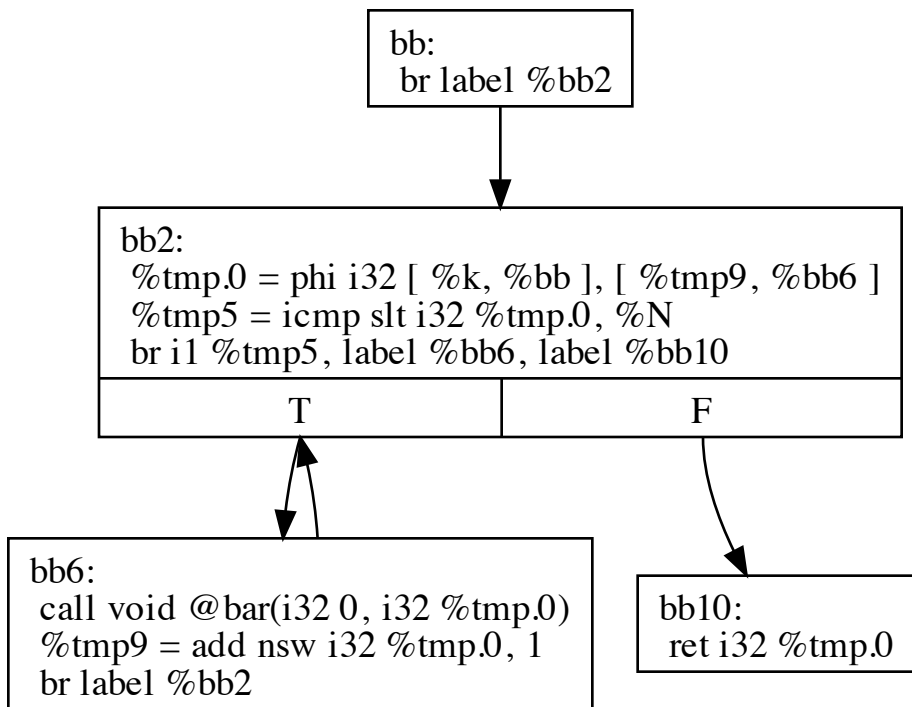 bb:
br label %bb2
bb2:
%tmp.0 = phi i32 [ %k, %bb ], [ %tmp9, %bb6 ]
%tmp5 = icmp slt i32 %tmp.0, %N
br i1 %tmp5, label %bb6, label %bb10
T
F
bb6:
call void @bar(i32 0, i32 %tmp.0)
%tmp9 = add nsw i32 %tmp.0, 1
br label %bb2
bb10:
ret i32 %tmp.0